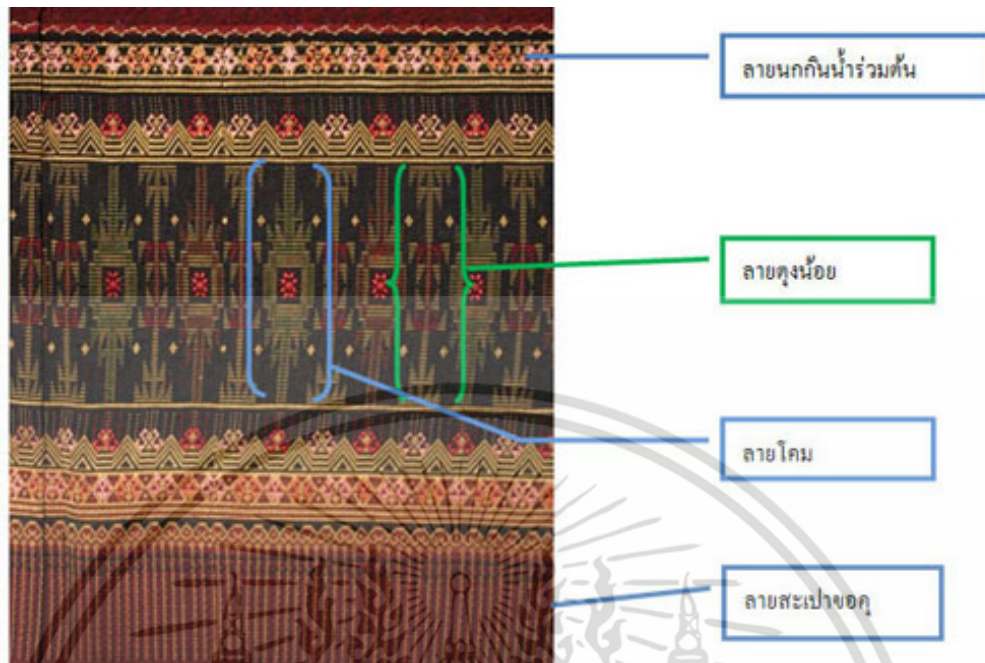 ลายนกกินน้ำร่วมต้น
ลายตุงน้อย
ลายโคม
ลายสะเปาขอคุ